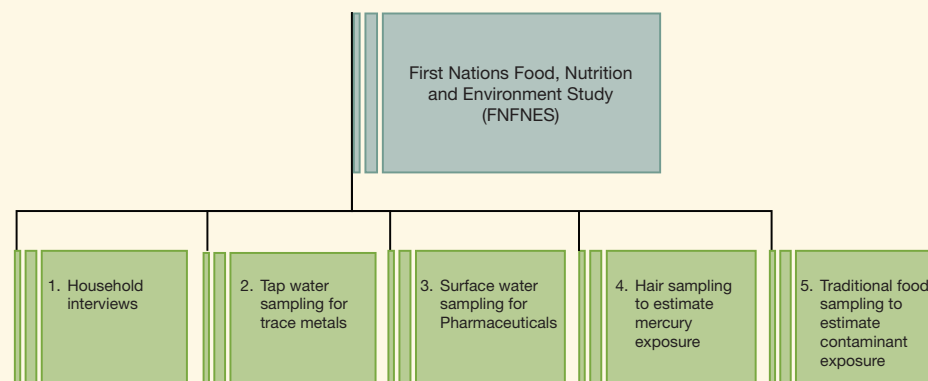 First Nations Food, Nutrition
and Environment Study
(FNFNES)
1. Household
interviews
2. Tap water
sampling for
trace metals
3. Surface water
sampling for
Pharmaceuticals
4. Hair sampling
to estimate
mercury
exposure
5. Traditional food
sampling to
estimate
contaminant
exposure